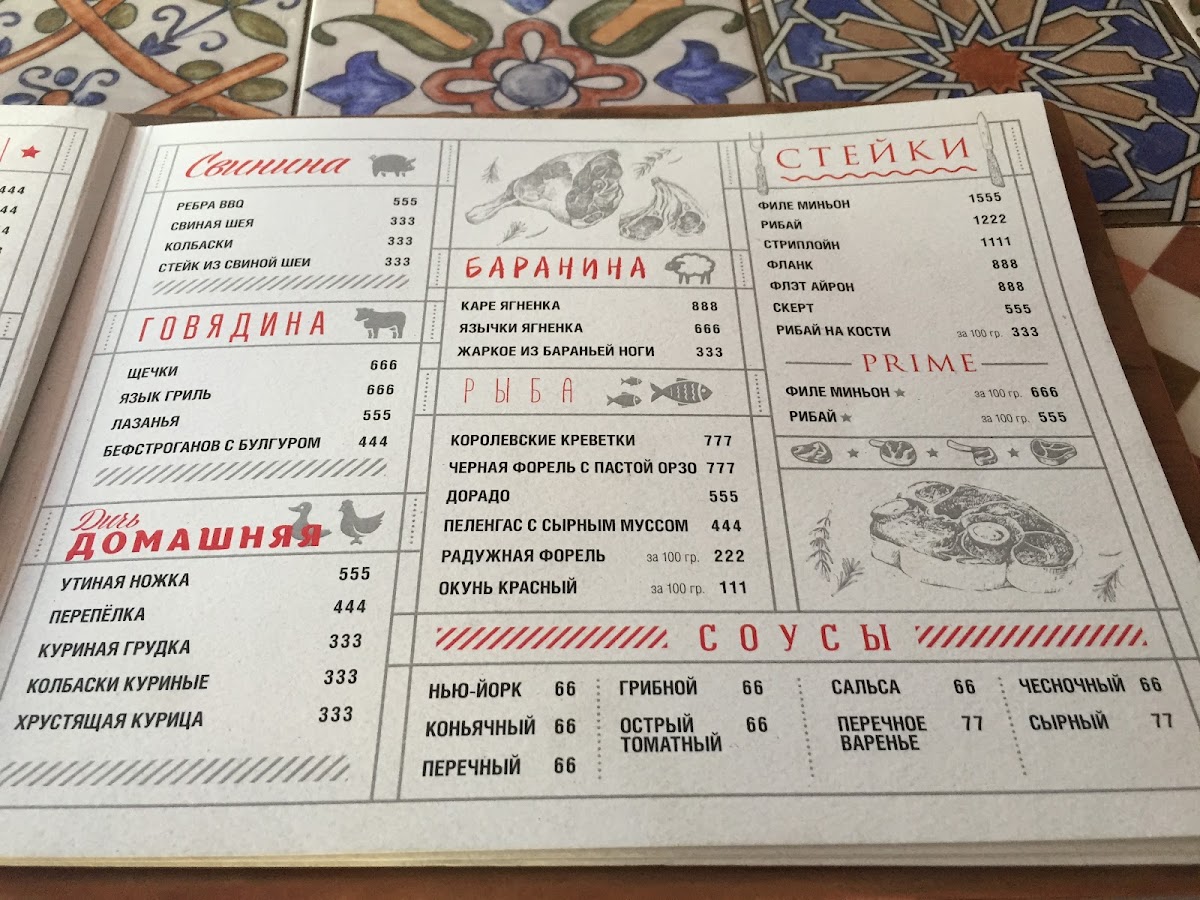 444
44
4
Свинина
РЕБРА BBQ 555
СВИНАЯ ШЕЯ 333
КОЛБАСКИ 333
СТЕЙК ИЗ СВИНОЙ ШЕИ 333
ГОВЯДИНА
ЩЕЧКИ 666
ЯЗЫК ГРИЛЬ 666
ЛАЗАНЬЯ 555
БЕФСТРОГАНОВ С БУЛГУРОМ 444
Дичь
ДОМАШНЯЯ
УТИНАЯ НОЖКА 555
ПЕРЕПЁЛКА 444
КУРИНАЯ ГРУДКА 333
КОЛБАСКИ КУРИНЫЕ 333
ХРУСТЯЩАЯ КУРИЦА 333
БАРАНИНА
КАРЕ ЯГНЕНКА 888
ЯЗЫЧКИ ЯГНЕНКА 666
ЖАРКОЕ ИЗ БАРАНЬЕЙ НОГИ 333
РЫБА
КОРОЛЕВСКИЕ КРЕВЕТКИ 777
ЧЕРНАЯ ФОРЕЛЬ С ПАСТОЙ ОРЗО 777
ДОРАДО 555
ПЕЛЕНГАС С СЫРНЫМ МУССОМ 444
РАДУЖНАЯ ФОРЕЛЬ за 100 гр. 222
ОКУНЬ КРАСНЫЙ за 100 гр. 111
СТЕЙКИ
ФИЛЕ МИНЬОН 1555
РИБАЙ 1222
СТРИПЛОЙН 1111
ФЛАНК 888
ФЛЭТ АЙРОН 888
СКЕРТ 555
РИБАЙ НА КОСТИ за 100 гр. 333
PRIME
ФИЛЕ МИНЬОН за 100 гр. 666
РИБАЙ за 100 гр. 555
СОУСЫ
НЬЮ-ЙОРК 66
КОНЬЯЧНЫЙ 66
ПЕРЕЧНЫЙ 66
ГРИБНОЙ 66
ОСТРЫЙ 66
ТОМАТНЫЙ
САЛЬСА 66
ПЕРЕЧНОЕ 77
ВАРЕНЬЕ
ЧЕСНОЧНЫЙ 66
СЫРНЫЙ 77